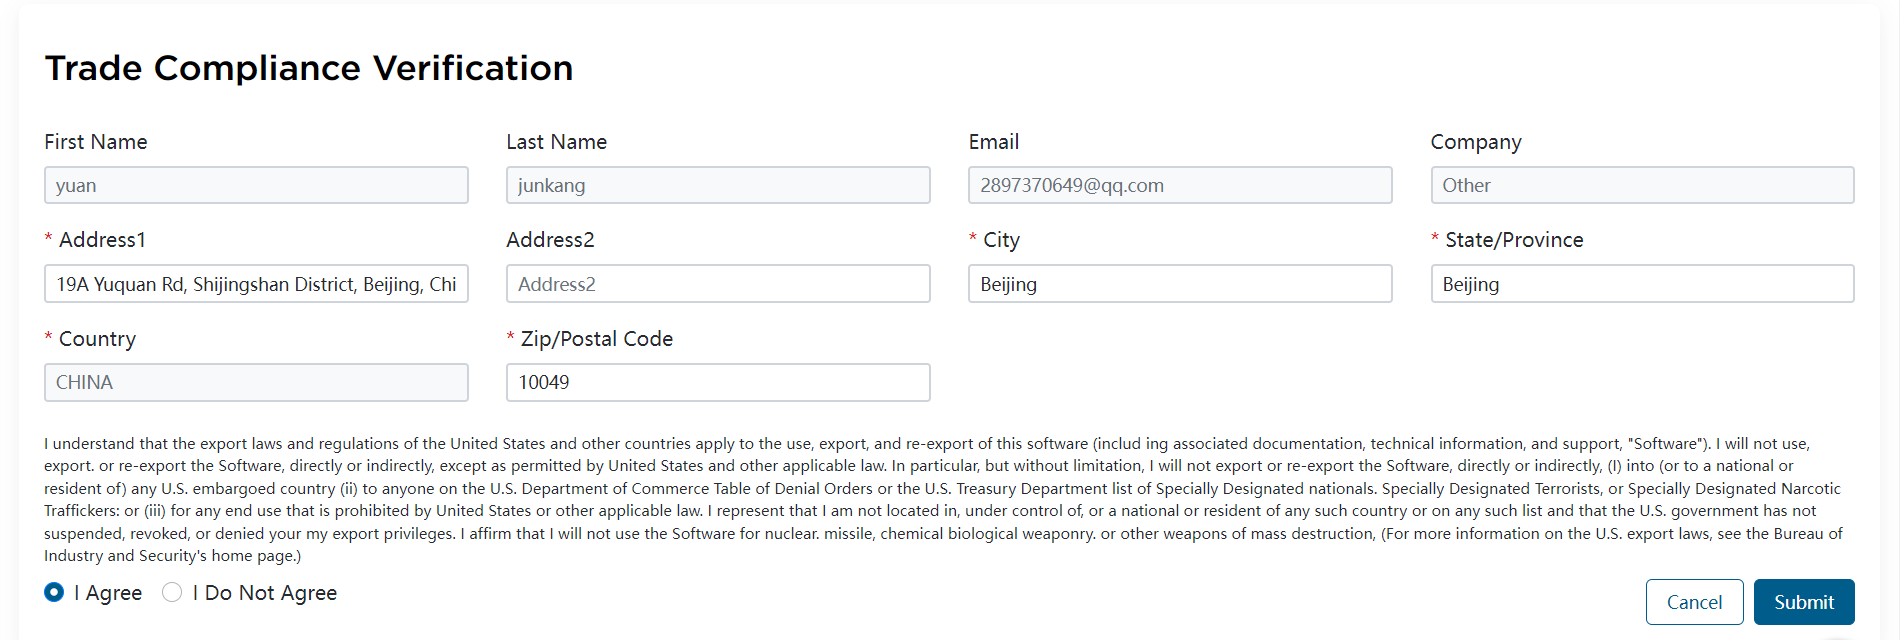 Trade Compliance Verification
First Name Last Name Email Company
yuan junkang 2897370649@qq.com Other
* Address1 Address2 * City * State/Province
19A Yuquan Rd, Shijingshan District, Beijing, Chi Address2 Beijing Beijing
* Country * Zip/Postal Code
CHINA 10049
I understand that the export laws and regulations of the United States and other countries apply to the use, export, and re-export of this software (includ ing associated documentation, technical information, and support, "Software"). I will not use,
export. or re-export the Software, directly or indirectly, except as permitted by United States and other applicable law. In particular, but without limitation, I will not export or re-export the Software, directly or indirectly, (I) into (or to a national or
resident of) any U.S. embargoed country (ii) to anyone on the U.S. Department of Commerce Table of Denial Orders or the U.S. Treasury Department list of Specially Designated nationals. Specially Designated Terrorists, or Specially Designated Narcotic
Traffickers: or (iii) for any end use that is prohibited by United States or other applicable law. I represent that I am not located in, under control of, or a national or resident of any such country or on any such list and that the U.S. government has not
suspended, revoked, or denied your my export privileges. I affirm that I will not use the Software for nuclear. missile, chemical biological weaponry. or other weapons of mass destruction, (For more information on the U.S. export laws, see the Bureau of
Industry and Security's home page.)
I Agree I Do Not Agree
Cancel Submit